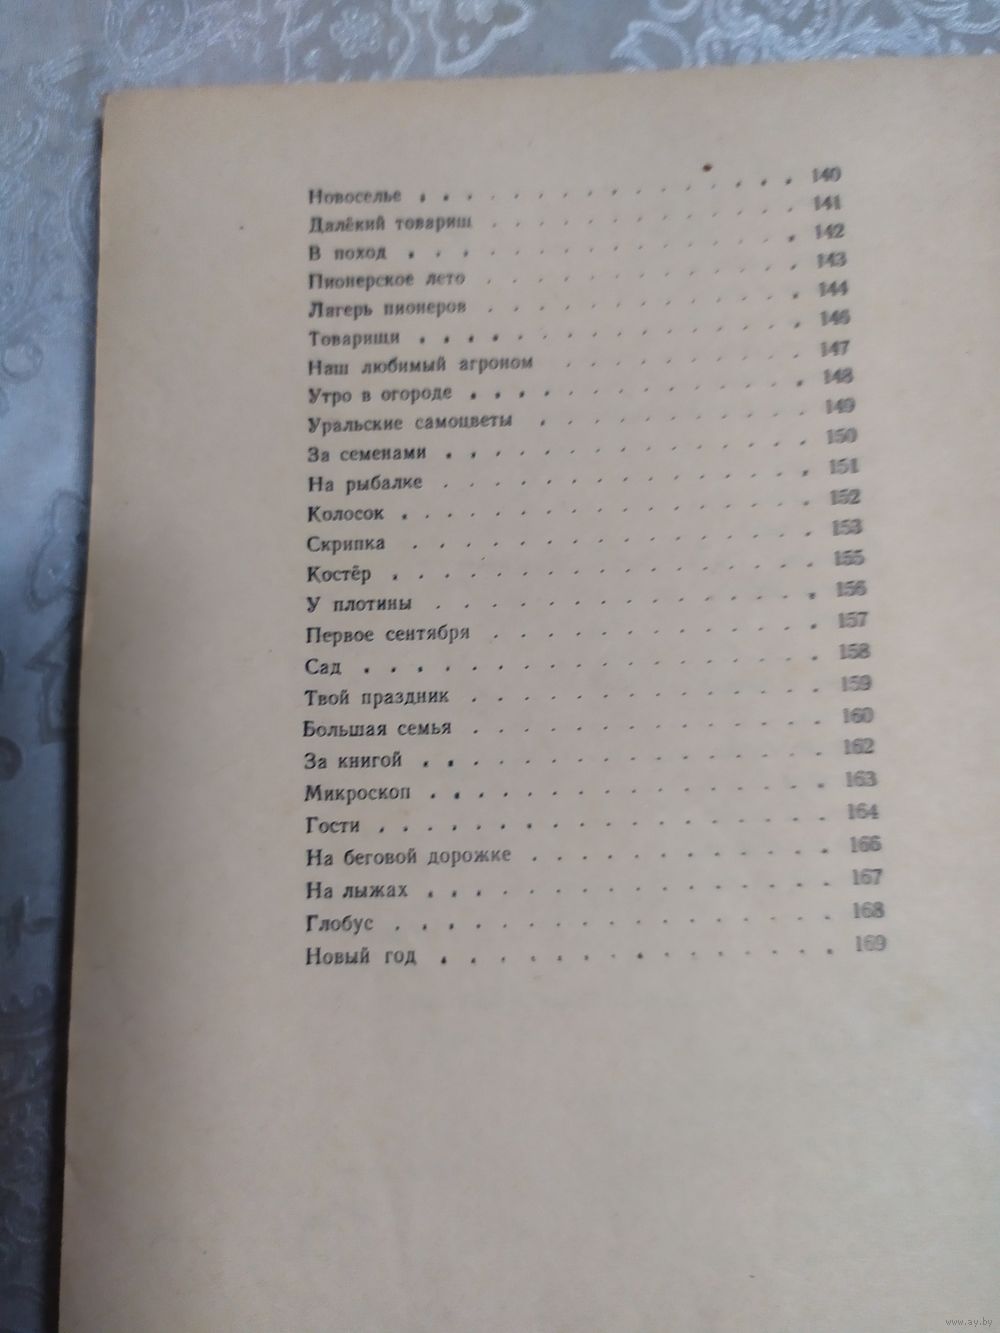 Новоселье . . . . . . . . . . . . . . . . 140
Далёкий товарищ . . . . . . . . . . . . . 141
В поход . . . . . . . . . . . . . . . . 142
Пионерское лето . . . . . . . . . . . . . 143
Лагерь пионеров . . . . . . . . . . . . . 144
Товарищи . . . . . . . . . . . . . . . . 146
Наш любимый агроном . . . . . . . . . . 147
Утро в огороде . . . . . . . . . . . . . . 148
Уральские самоцветы . . . . . . . . . . . 149
За семенами . . . . . . . . . . . . . . . 150
На рыбалке . . . . . . . . . . . . . . . 151
Колосок . . . . . . . . . . . . . . . . . 152
Скрипка . . . . . . . . . . . . . . . . 153
Костёр . . . . . . . . . . . . . . . . . 155
У плотины . . . . . . . . . . . . . . . 156
Первое сентября . . . . . . . . . . . . . 157
Сад . . . . . . . . . . . . . . . . . . 158
Твой праздник . . . . . . . . . . . . . 159
Большая семья . . . . . . . . . . . . . 160
За книгой . . . . . . . . . . . . . . . 162
Микроскоп . . . . . . . . . . . . . . . 163
Гости . . . . . . . . . . . . . . . . . 164
На беговой дорожке . . . . . . . . . . . 166
На лыжах . . . . . . . . . . . . . . . 167
Глобус . . . . . . . . . . . . . . . . 168
Новый год . . . . . . . . . . . . . . 169
www.ay.by